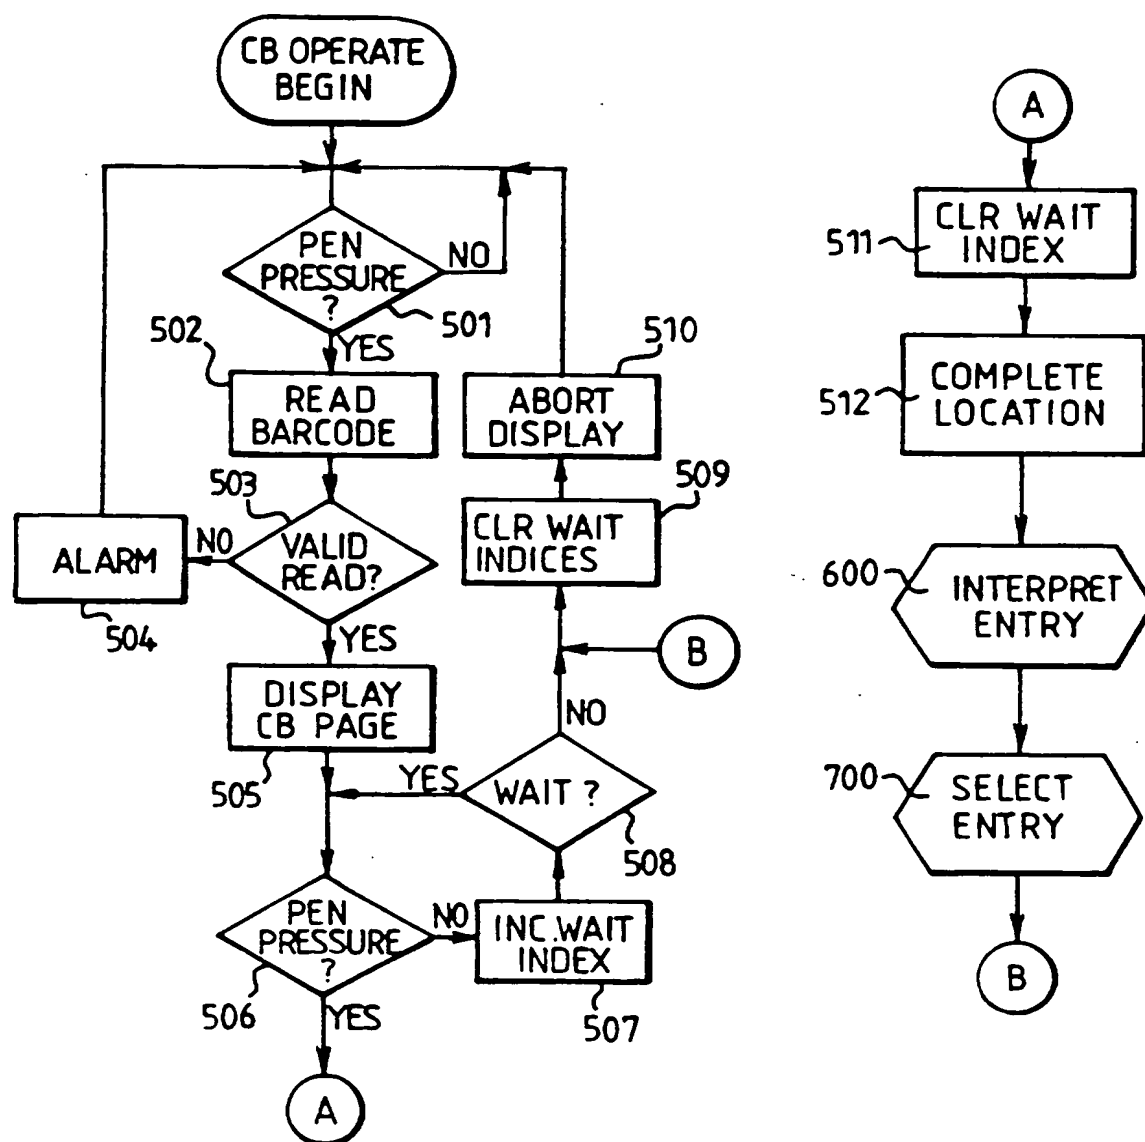 CB OPERATE
BEGIN
PEN
PRESSURE
?
NO
501
YES
502
READ
BARCODE
503
VALID
READ?
NO
ALARM
504
YES
DISPLAY
CB PAGE
505
PEN
PRESSURE
?
506
NO
YES
A
INC.WAIT
INDEX
507
WAIT ?
508
YES
NO
B
CLR WAIT
INDICES
509
ABORT
DISPLAY
510
A
CLR WAIT
INDEX
511
COMPLETE
LOCATION
512
INTERPRET
ENTRY
600
SELECT
ENTRY
700
B